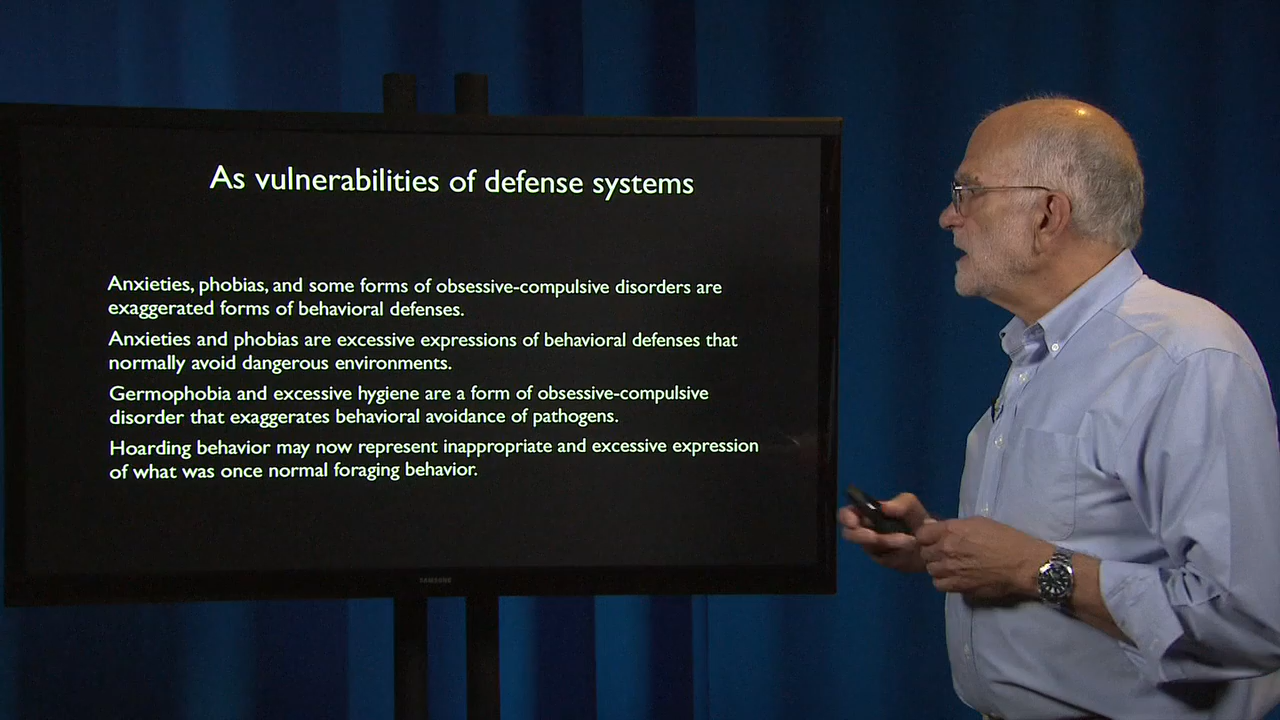 As vulnerabilities of defense systems
Anxieties, phobias, and some forms of obsessive-compulsive disorders are
exaggerated forms of behavioral defenses.
Anxieties and phobias are excessive expressions of behavioral defenses that
normally avoid dangerous environments.
Germophobia and excessive hygiene are a form of obsessive-compulsive
disorder that exaggerates behavioral avoidance of pathogens.
Hoarding behavior may now represent inappropriate and excessive expression
of what was once normal foraging behavior.
SAMSUNG